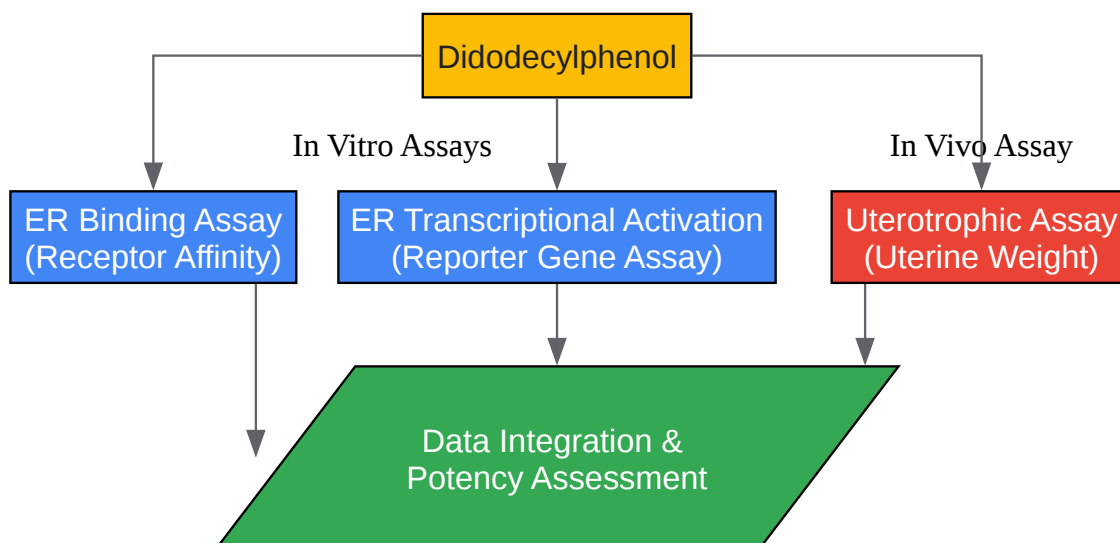 Didodecylphenol
In Vitro Assays
In Vivo Assay
ER Binding Assay
(Receptor Affinity)
ER Transcriptional Activation
(Reporter Gene Assay)
Uterotrophic Assay
(Uterine Weight)
Data Integration &
Potency Assessment